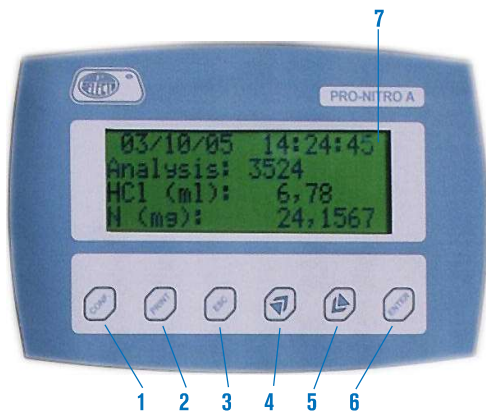 7
SELECTA
PRO-NITRO A
03/10/05 14:24:45
Analysis: 3524
HCl (ml): 6,78
N (mg): 24,1567
CONF. PRINT ESC ENTER
1 2 3 4 5 6